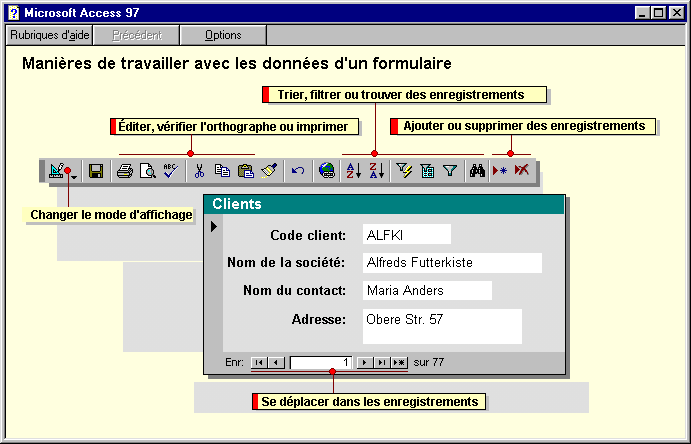 Microsoft Access 97
Rubriques d'aide Précédent Options
Manières de travailler avec les données d'un formulaire
Trier, filtrer ou trouver des enregistrements
Éditer, vérifier l'orthographe ou imprimer
Ajouter ou supprimer des enregistrements
ABC
A Z Z A
Changer le mode d'affichage
Clients
Code client: ALFKI
Nom de la société: Alfreds Futterkiste
Nom du contact: Maria Anders
Adresse: Obere Str. 57
Enr: 1 sur 77
Se déplacer dans les enregistrements